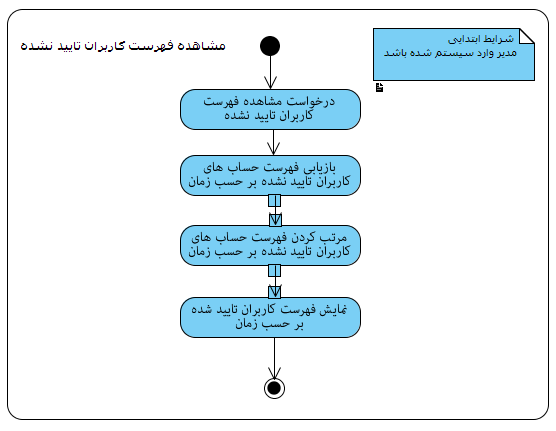 مشاهده فهرست کاربران تایید نشده
شرایط ابتدایی
مدیر وارد سیستم شده باشد
درخواست مشاهده فهرست
کاربران تایید نشده
بازیابی فهرست حساب های
کاربران تایید نشده بر حسب زمان
مرتب کردن فهرست حساب های
کاربران تایید نشده بر حسب زمان
نمایش فهرست کاربران تایید شده
بر حسب زمان